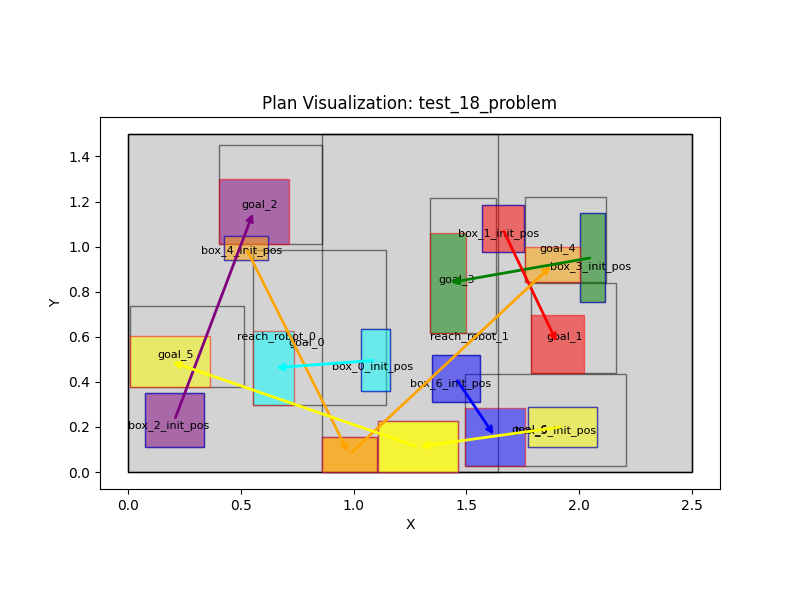 Plan Visualization: test_18_problem
Y
1.4
1.2
1.0
0.8
0.6
0.4
0.2
0.0
goal_2
box_4_init_pos
box_1_init_pos
goal_4
box_3_init_pos
goal_3
reach_robot_0
goal_0
reach_robot_1
goal_1
goal_5
box_0_init_pos
box_6_init_pos
box_2_init_pos
0.0
0.5
1.0
1.5
2.0
2.5
X